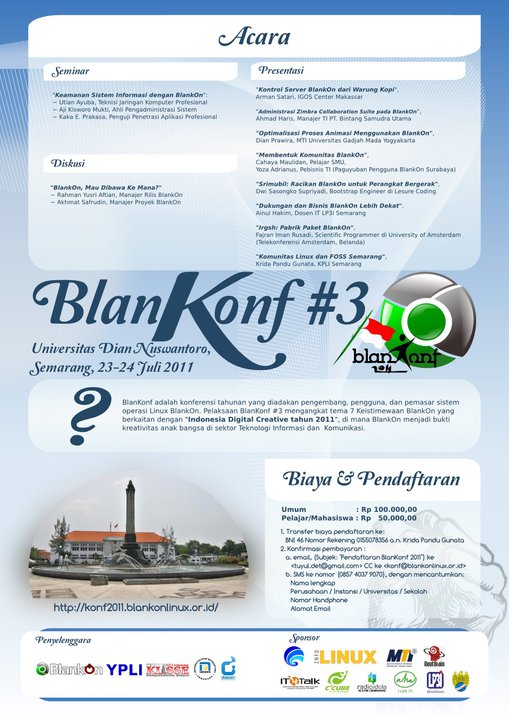 Acara
Seminar
"Keamanan Sistem Informasi dengan BlankOn":
~ Utian Ayuba, Teknisi Jaringan Komputer Profesional
~ Aji Kisworo Mukti, Ahli Pengadministrasi Sistem
~ Kaka E. Prakasa, Penguji Penetrasi Aplikasi Profesional
Diskusi
"BlankOn, Mau Dibawa Ke Mana?"
~ Rahman Yusri Aftian, Manajer Rilis BlankOn
~ Akhmat Safrudin, Manajer Proyek BlankOn
Presentasi
"Kontrol Server BlankOn dari Warung Kopi",
Arman Satari, IGOS Center Makassar
"Administrasi Zimbra Collaboration Suite pada BlankOn",
Ahmad Haris, Manajer TI PT. Bintang Samudra Utama
"Optimalisasi Proses Animasi Menggunakan BlankOn",
Dian Prawira, MTI Universitas Gadjah Mada Yogyakarta
"Membentuk Komunitas BlankOn",
Cahaya Maulidan, Pelajar SMU,
Yoza Adrianus, Pebisnis TI (Paguyuban Pengguna BlankOn Surabaya)
"Srimubil: Racikan BlankOn untuk Perangkat Bergerak",
Dwi Sasongko Supriyadi, Bootstrap Engineer di Lesure Coding
"Dukungan dan Bisnis BlankOn Lebih Dekat",
Ainul Hakim, Dosen IT LP3I Semarang
"Irgsh: Pabrik Paket BlankOn",
Fajran Iman Rusadi, Scientific Programmer di University of Amsterdam
(Telekonferensi Amsterdam, Belanda)
"Komunitas Linux dan FOSS Semarang",
Krida Pandu Gunata, KPLI Semarang
BlanKonf #3
blankonf
2011
Universitas Dian Nuswantoro,
Semarang, 23-24 Juli 2011
?
BlanKonf adalah konferensi tahunan yang diadakan pengembang, pengguna, dan pemasar sistem
operasi Linux BlankOn. Pelaksaan BlanKonf #3 mengangkat tema 7 Keistimewaan BlankOn yang
berkaitan dengan "Indonesia Digital Creative tahun 2011", di mana BlankOn menjadi bukti
kreativitas anak bangsa di sektor Teknologi Informasi dan Komunikasi.
Biaya & Pendaftaran
Umum : Rp 100.000,00
Pelajar/Mahasiswa : Rp 50.000,00
1. Transfer biaya pendaftaran ke:
BNI 46 Nomor Rekening 0155078356 a.n. Krida Pandu Gunata
2. Konfirmasi pembayaran :
a. email, (Subjek: "Pendaftaran BlanKonf 2011") ke
<tuyul.det@gmail.com> CC ke <konf@blankonlinux.or.id>
b. SMS ke nomor (0857 4037 9070), dengan mencantumkan:
Nama lengkap
Perusahaan / Instansi / Universitas / Sekolah
Nomor Handphone
Alamat Email
http://konf2011.blankonlinux.or.id/
Penyelenggara
BlankOn YPLI
Sponsor
INFO LINUX